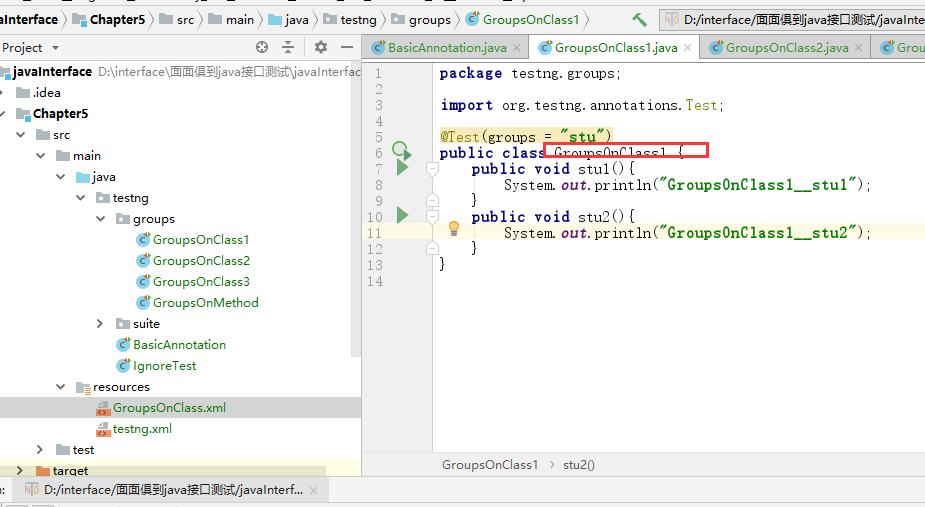 Interface Chapter5 src main java testng groups GroupsOnClass1 D:/interface/面面俱到java接口测试/javaInterf
Project
BasicAnnotation.java GroupsOnClass1.java GroupsOnClass2.java Grou
javaInterface D:\interface\面面俱到java接口测试\javaInterfac
.idea
Chapter5
src
main
java
testng
groups
GroupsOnClass1
GroupsOnClass2
GroupsOnClass3
GroupsOnMethod
suite
BasicAnnotation
IgnoreTest
resources
GroupsOnClass.xml
testng.xml
test
target
1 package testng.groups;
2
3 import org.testng.annotations.Test;
4
5 @Test(groups = "stu")
6 public class GroupsOnClass1 {
7 public void stu1(){
8 System.out.println("GroupsOnClass1__stu1");
9 }
10 public void stu2(){
11 System.out.println("GroupsOnClass1__stu2");
12 }
13 }
14
GroupsOnClass1 stu2()
n: D:/interface/面面俱到java接口测试/javaInterf...